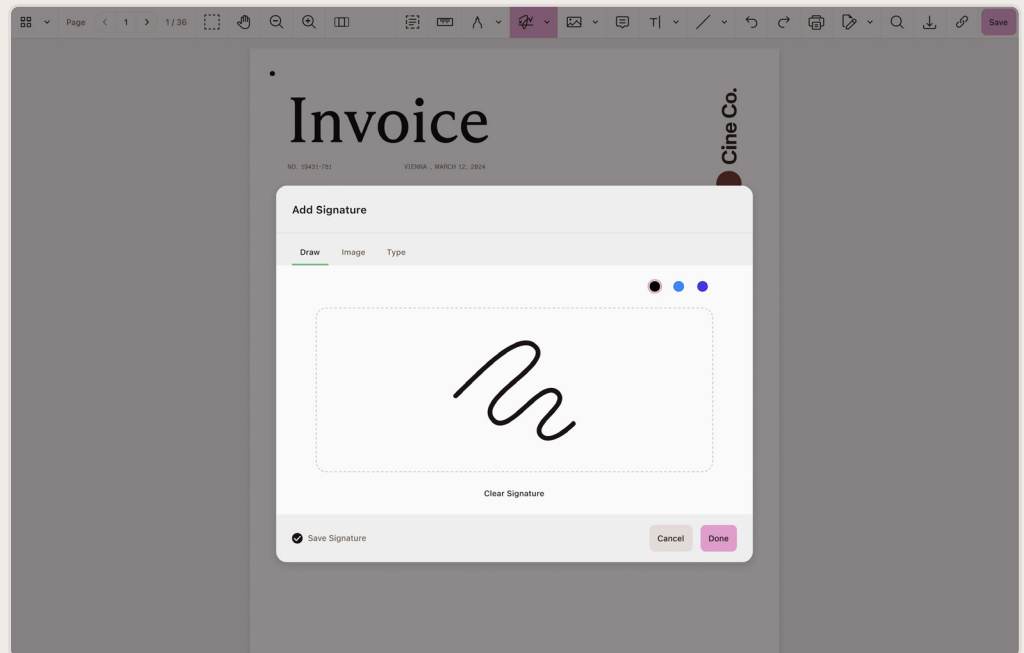 Page 1 1 / 36 T Save
Invoice
Cine Co.
NO. 19431-781 VIENNA , MARCH 12, 2024
Add Signature
Draw Image Type
Clear Signature
Save Signature Cancel Done